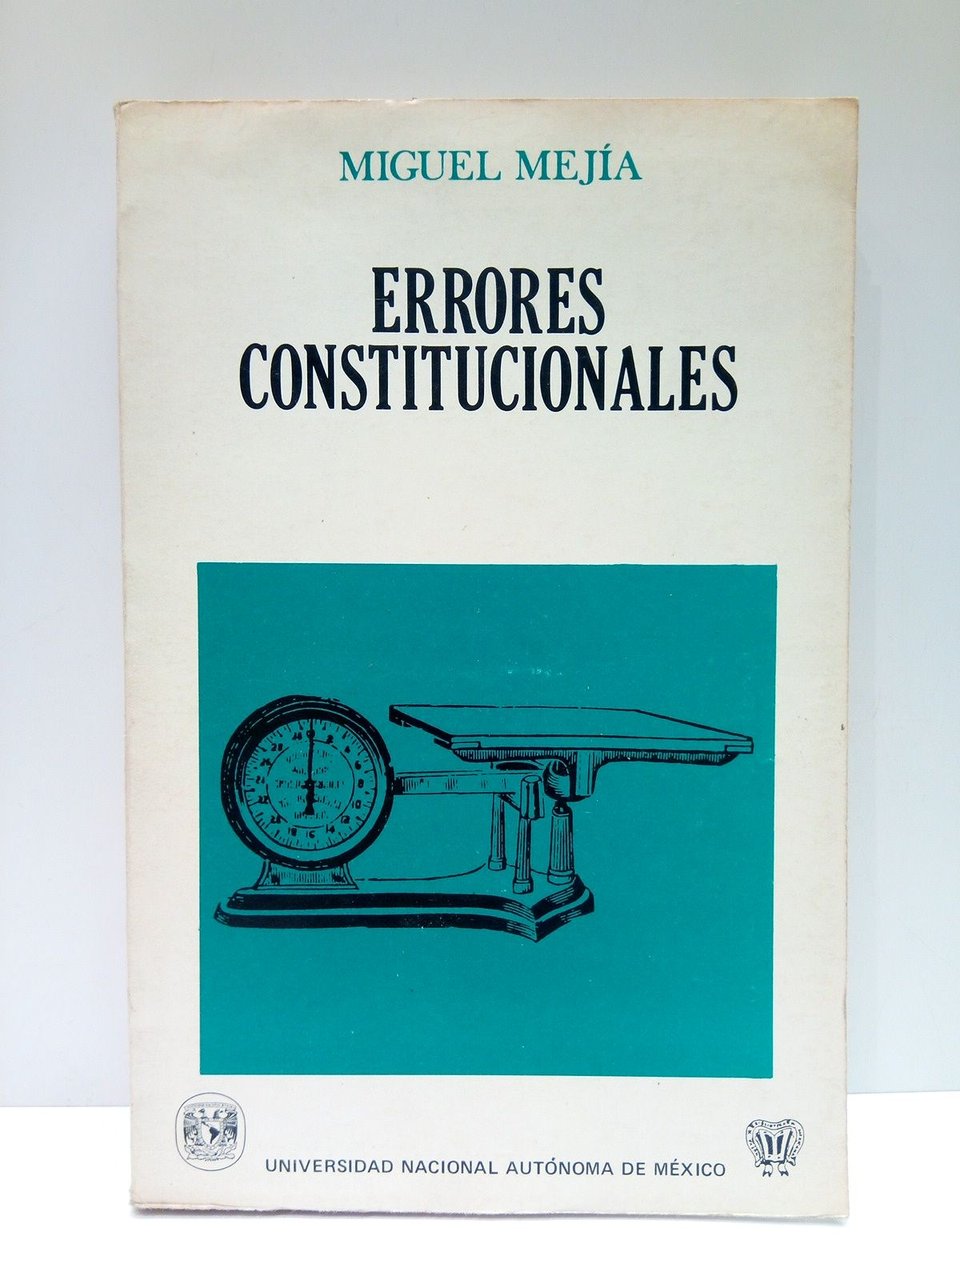 MIGUEL MEJÍA
ERRORES
CONSTITUCIONALES
UNIVERSIDAD NACIONAL AUTÓNOMA DE MÉXICO